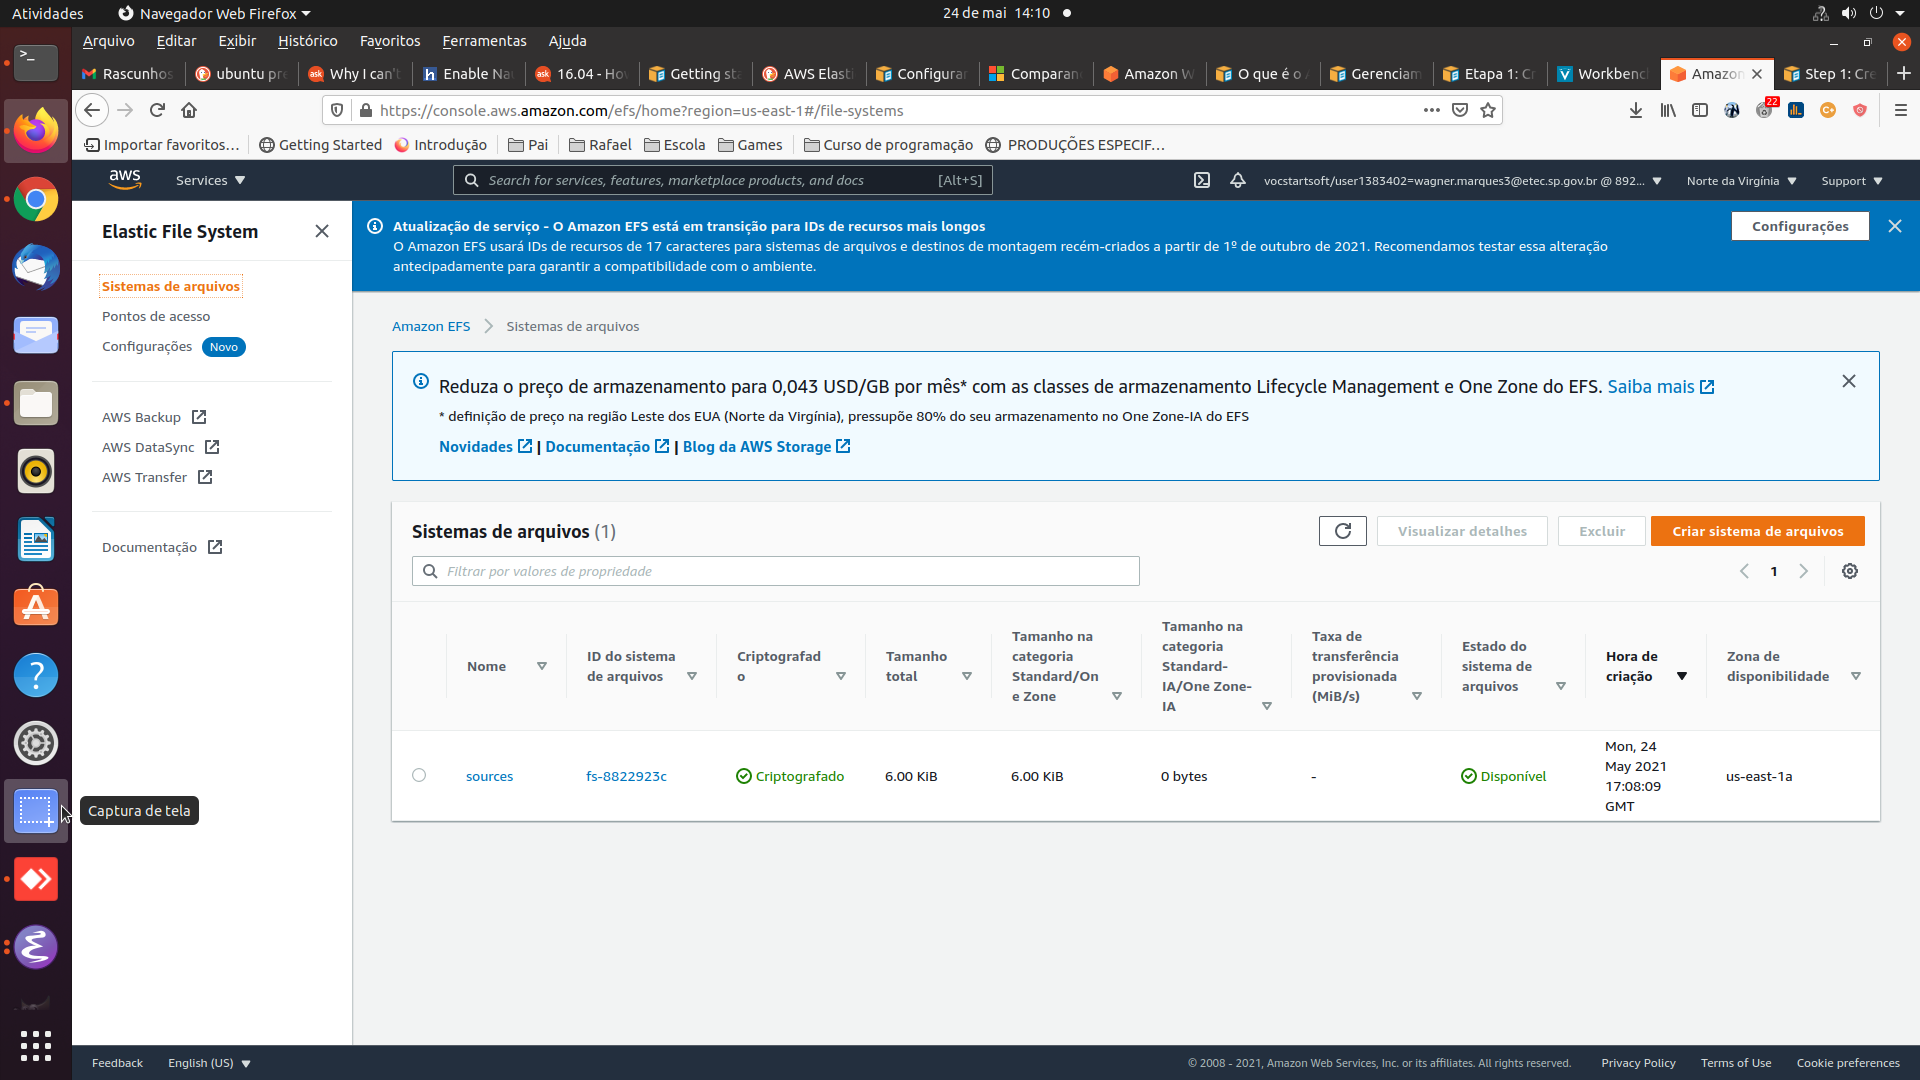 Atividades
Navegador Web Firefox
24 de mai 14:10
Arquivo Editar Exibir Histórico Favoritos Ferramentas Ajuda
Rascunhos
ubuntu pr
Why I can't
Enable Na
16.04 - Ho
Getting st
AWS Elasti
Configurar
Comparan
Amazon W
O que é o
Gerenciam
Etapa 1: Cr
Workbenc
Amazon
Step 1: Cre
https://console.aws.amazon.com/efs/home?region=us-east-1#/file-systems
22
Importar favoritos... Getting Started Introdução Pai Rafael Escola Games Curso de programação PRODUÇÕES ESPECIF...
aws
Services
Search for services, features, marketplace products, and docs [Alt+S]
vocstartsoft/user1383402=wagner.marques3@etec.sp.gov.br @ 892...
Norte da Virgínia
Support
Elastic File System
Sistemas de arquivos
Pontos de acesso
Configurações Novo
AWS Backup
AWS DataSync
AWS Transfer
Documentação
Atualização de serviço - O Amazon EFS está em transição para IDs de recursos mais longos
O Amazon EFS usará IDs de recursos de 17 caracteres para sistemas de arquivos e destinos de montagem recém-criados a partir de 1º de outubro de 2021. Recomendamos testar essa alteração
antecipadamente para garantir a compatibilidade com o ambiente.
Configurações
Amazon EFS Sistemas de arquivos
Reduza o preço de armazenamento para 0,043 USD/GB por mês* com as classes de armazenamento Lifecycle Management e One Zone do EFS. Saiba mais
* definição de preço na região Leste dos EUA (Norte da Virgínia), pressupõe 80% do seu armazenamento no One Zone-IA do EFS
Novidades | Documentação | Blog da AWS Storage
Sistemas de arquivos (1)
Visualizar detalhes
Excluir
Criar sistema de arquivos
Filtrar por valores de propriedade
1
Nome
ID do sistema
de arquivos
Criptografad
o
Tamanho
total
Tamanho na
categoria
Standard/On
e Zone
Tamanho na
categoria
Standard-
IA/One Zone-
IA
Taxa de
transferência
provisionada
(MiB/s)
Estado do
sistema de
arquivos
Hora de
criação
Zona de
disponibilidade
sources
fs-8822923c
Criptografado
6.00 KiB
6.00 KiB
0 bytes
-
Disponível
Mon, 24
May 2021
17:08:09
GMT
us-east-1a
Captura de tela
Feedback
English (US)
© 2008 - 2021, Amazon Web Services, Inc. or its affiliates. All rights reserved.
Privacy Policy
Terms of Use
Cookie preferences